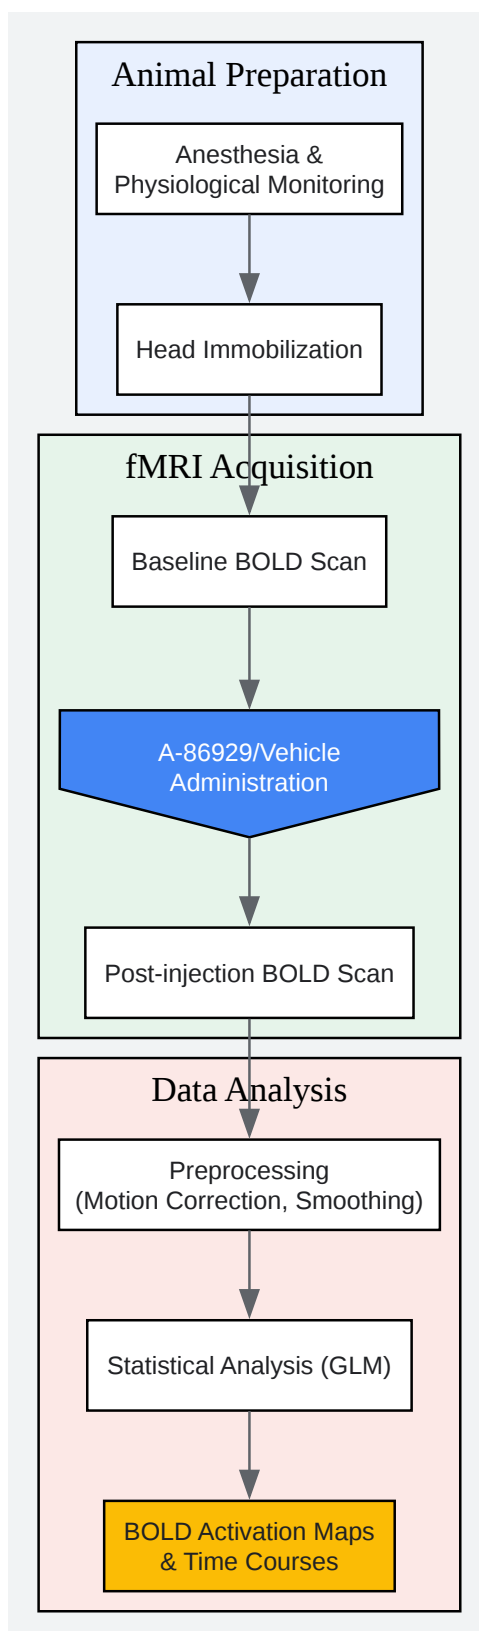 Animal Preparation
Anesthesia &
Physiological Monitoring
Head Immobilization
fMRI Acquisition
Baseline BOLD Scan
A-86929/Vehicle
Administration
Post-injection BOLD Scan
Data Analysis
Preprocessing
(Motion Correction, Smoothing)
Statistical Analysis (GLM)
BOLD Activation Maps
& Time Courses